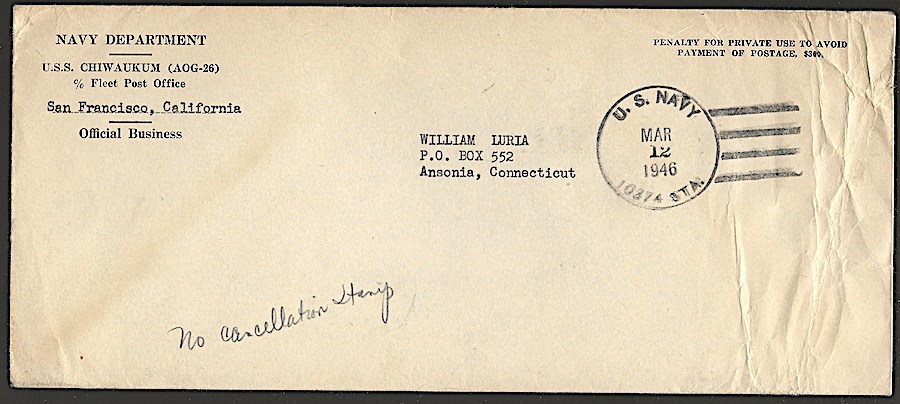 NAVY DEPARTMENT
U.S.S. CHIWAUKUM (AOG-26)
℅ Fleet Post Office
San Francisco, California
Official Business
PENALTY FOR PRIVATE USE TO AVOID
PAYMENT OF POSTAGE, $300.
U. S. NAVY
MAR
12
1946
10374 STA.
WILLIAM LURIA
P.O. BOX 552
Ansonia, Connecticut
No cancellation stamp